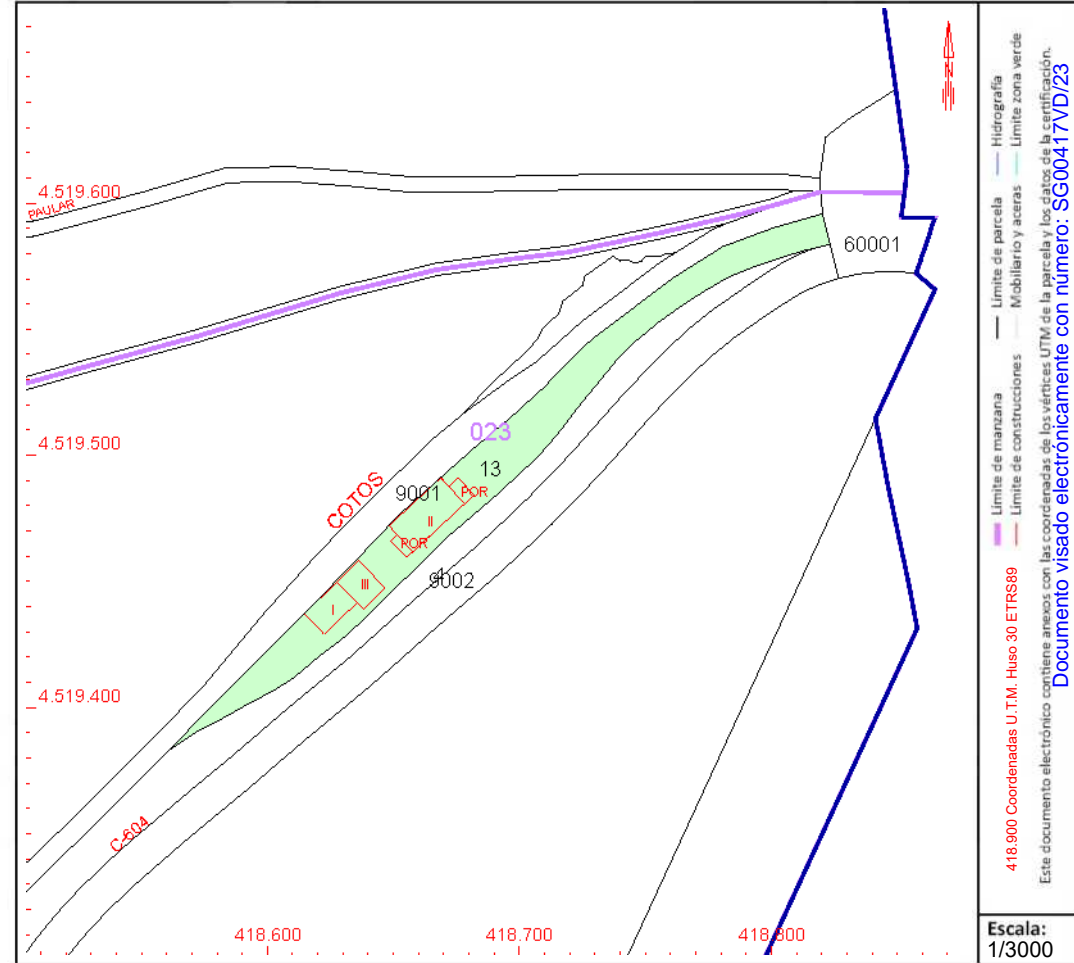 4.519.600
PAULAR
60001
4.519.500
023
13
COTOS
9001
POR
II
POR
9002
III
I
4.519.400
C-604
418.600
418.700
418.800
Límite de manzana
Límite de parcela
Hidrografía
Límite de construcciones
Mobiliario y aceras
Límite zona verde
418.900 Coordenadas U.T.M. Huso 30 ETRS89
Este documento electrónico contiene anexos con las coordenadas de los vértices UTM de la parcela y los datos de la certificación.
Documento visado electrónicamente con número: SG00417VD/23
Escala:
1/3000